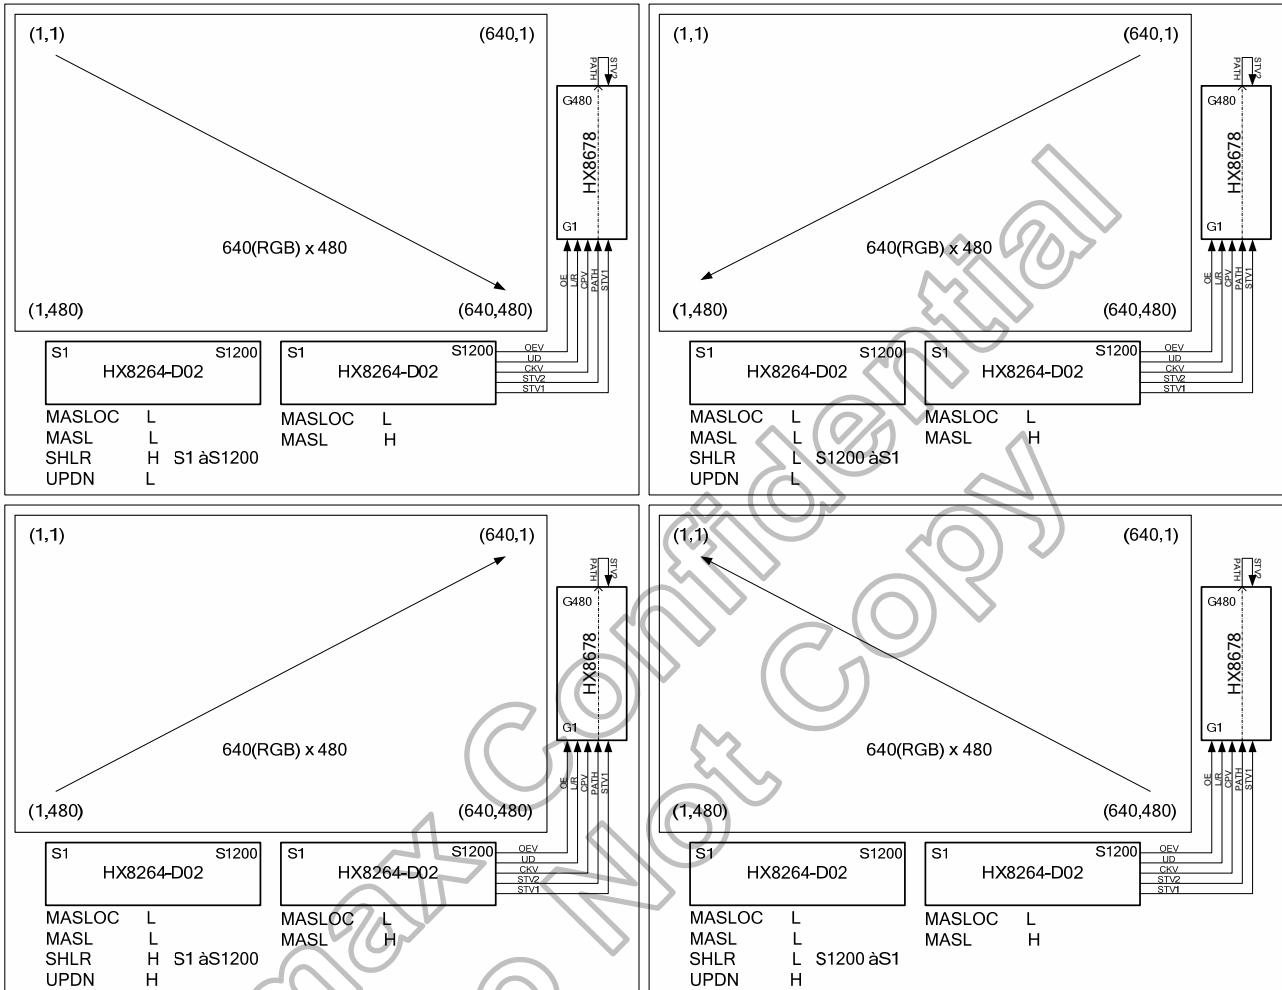 (1,1)
(640,1)
PATH
STV2
G480
HX8678
G1
640(RGB) x 480
OE
L/R
CPV
PATH
STV1
(1,480)
(640,480)
S1
S1200
HX8264-D02
S1
S1200
HX8264-D02
OEV
UD
CKV
STV2
STV1
MASLOC L
MASL L
SHLR H S1 àS1200
UPDN L
MASLOC L
MASL H
(1,1)
(640,1)
PATH
STV2
G480
HX8678
G1
640(RGB) x 480
OE
L/R
CPV
PATH
STV1
(1,480)
(640,480)
S1
S1200
HX8264-D02
S1
S1200
HX8264-D02
OEV
UD
CKV
STV2
STV1
MASLOC L
MASL L
SHLR L S1200 àS1
UPDN L
MASLOC L
MASL H
(1,1)
(640,1)
PATH
STV2
G480
HX8678
G1
640(RGB) x 480
OE
L/R
CPV
PATH
STV1
(1,480)
(640,480)
S1
S1200
HX8264-D02
S1
S1200
HX8264-D02
OEV
UD
CKV
STV2
STV1
MASLOC L
MASL L
SHLR H S1 àS1200
UPDN H
MASLOC L
MASL H
(1,1)
(640,1)
PATH
STV2
G480
HX8678
G1
640(RGB) x 480
OE
L/R
CPV
PATH
STV1
(1,480)
(640,480)
S1
S1200
HX8264-D02
S1
S1200
HX8264-D02
OEV
UD
CKV
STV2
STV1
MASLOC L
MASL L
SHLR L S1200 àS1
UPDN H
MASLOC L
MASL H
max Confidential
o Not Copy